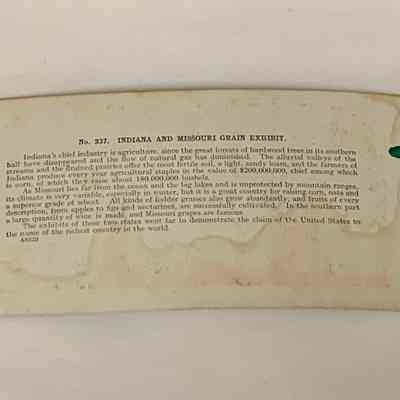 No. 237. INDIANA AND MISSOURI GRAIN EXHIBIT.
Indiana's chief industry is agriculture, since the great forests of hardwood trees in its southern
half have disappeared and the flow of natural gas has diminished. The alluvial valleys of the
streams and the drained prairies offer the most fertile soil, a light, sandy loam, and the farmers of
Indiana produce every year agricultural staples in the value of $200,000,000, chief among which
is corn, of which they raise about 180,000,000 bushels.
As Missouri lies far from the ocean and the big lakes and is unprotected by mountain ranges,
its climate is very variable, especially in winter, but it is a great country for raising corn, oats and
a superior grade of wheat. All kinds of fodder grasses also grow abundantly, and fruits of every
description, from apples to figs and nectarines, are successfully cultivated. In the southern part
a large quantity of wine is made, and Missouri grapes are famous.
The exhibits of these two states went far to demonstrate the claim of the United States to
the name of the richest country in the world.